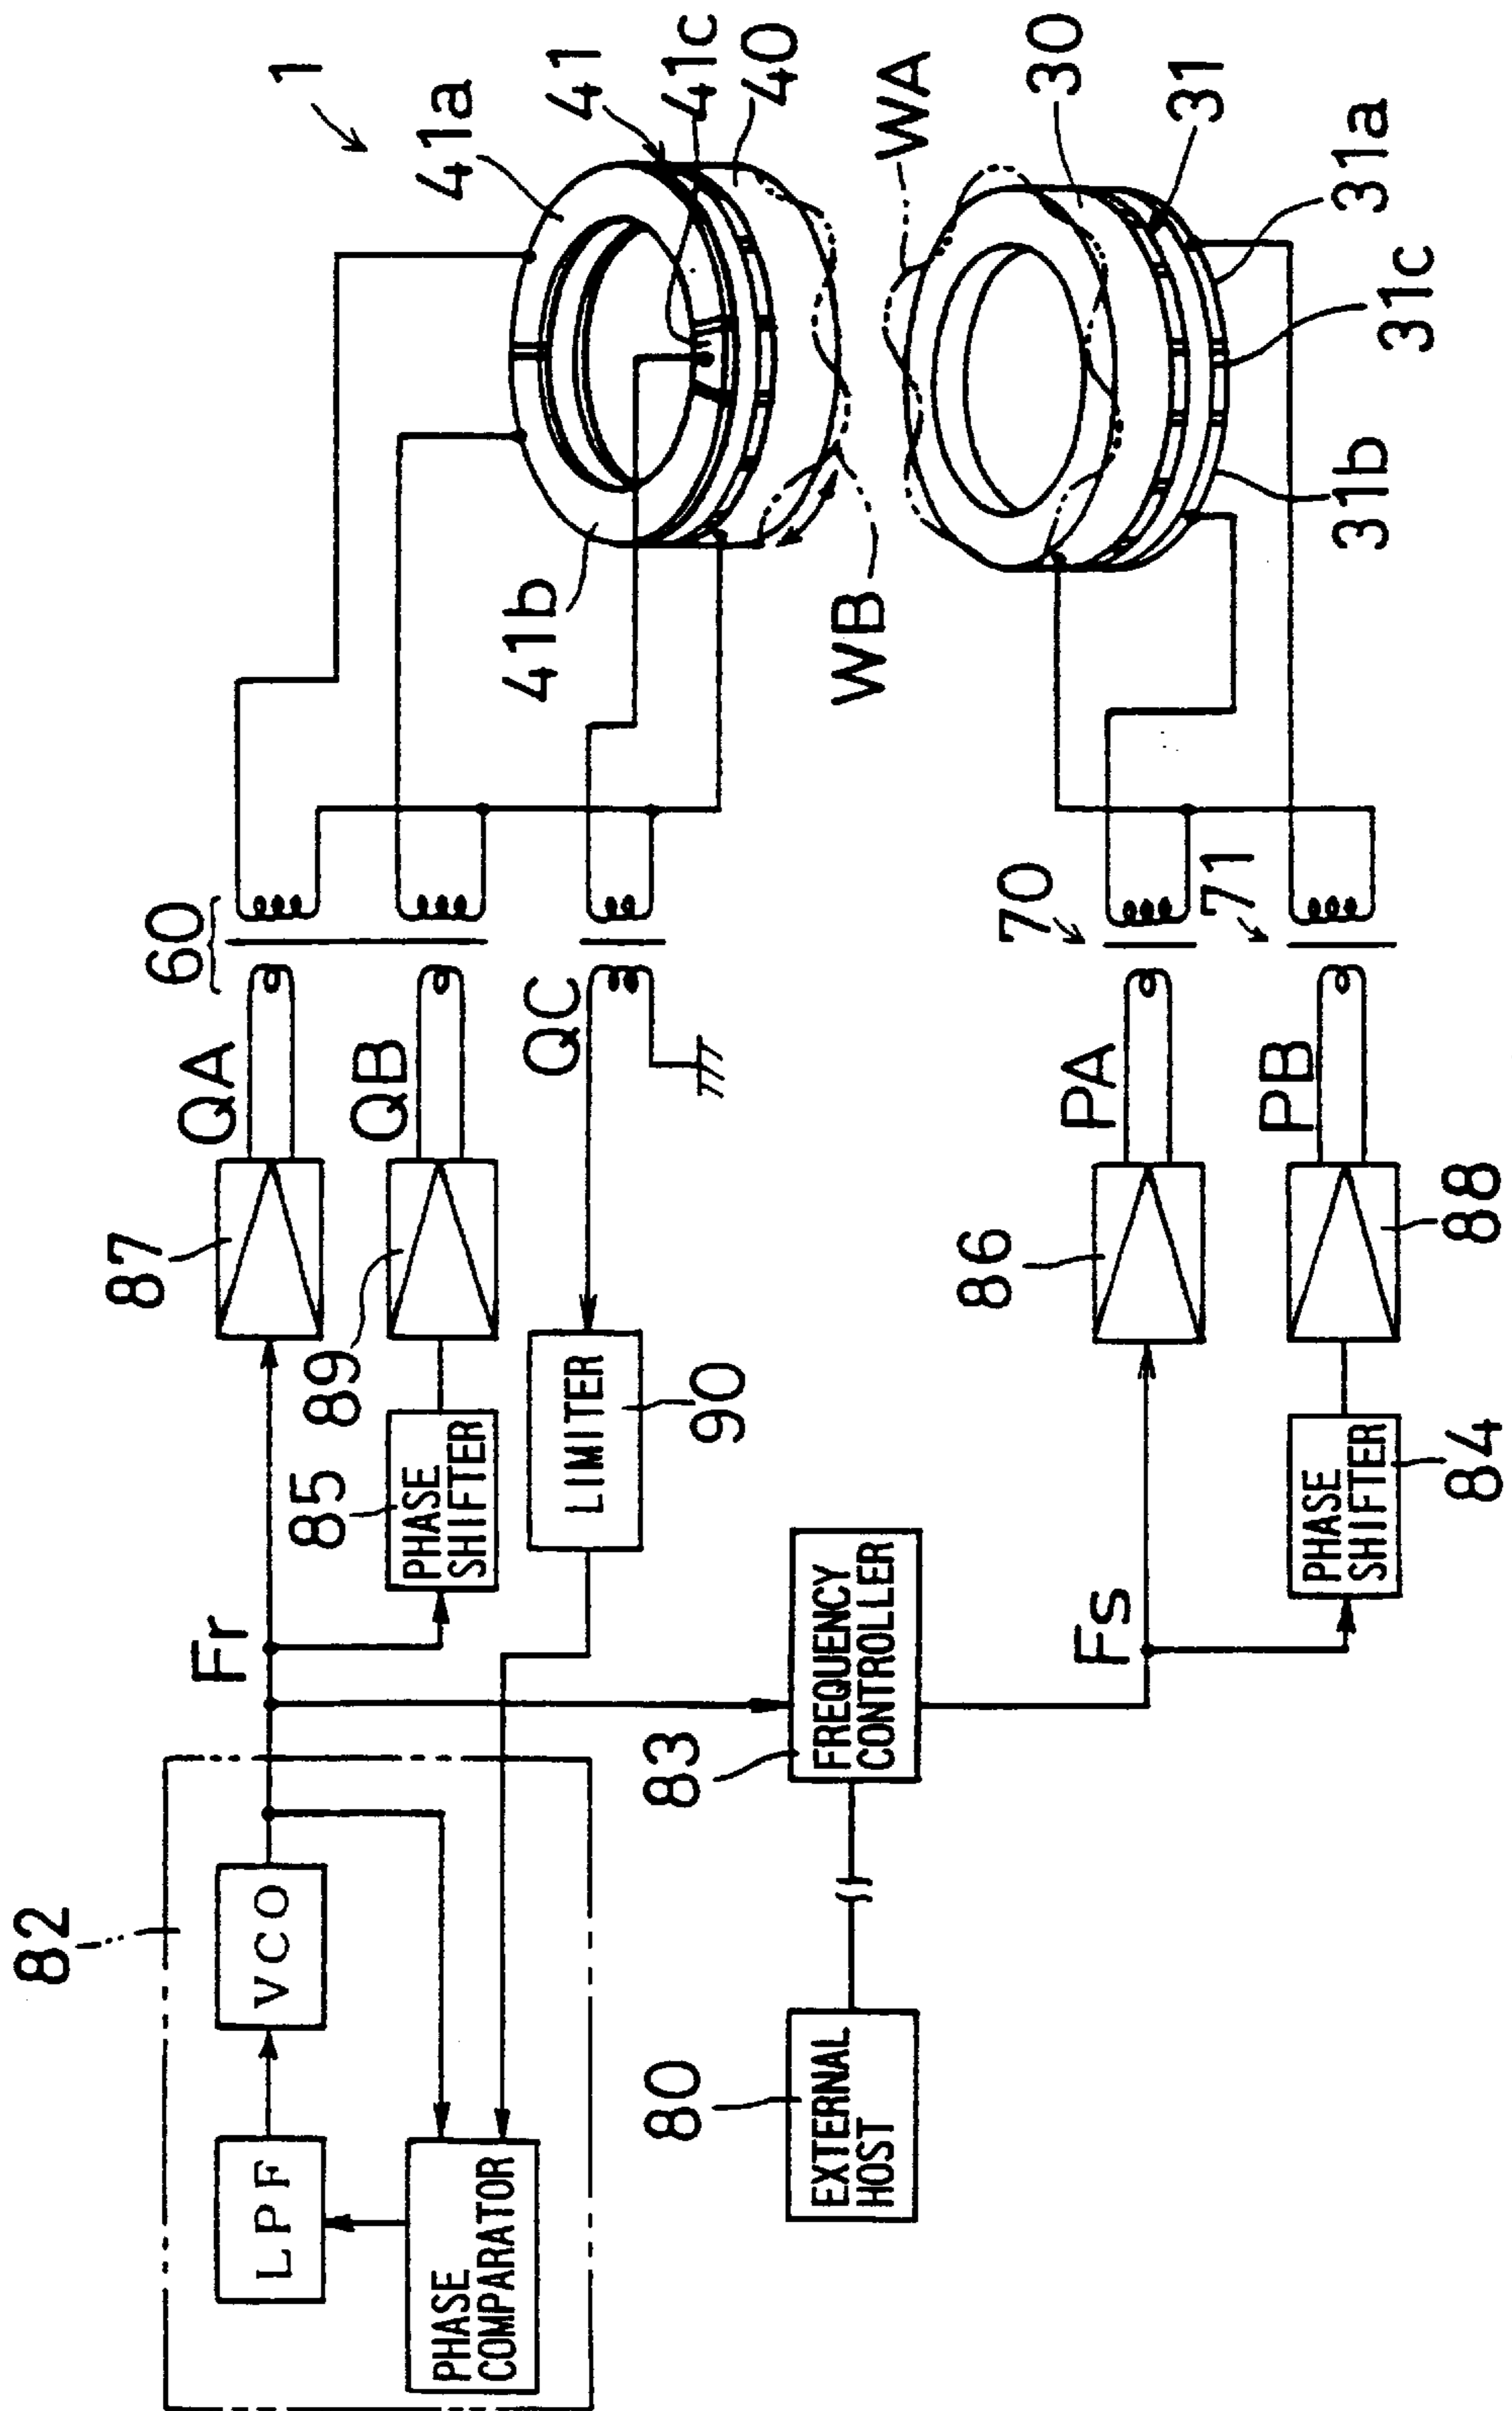 1
41a
41
41c
40
WA
30
31
31a
31c
31b
41b
WB
60
70
71
QA
QB
QC
PA
PB
87
89
86
88
85
PHASE
SHIFTER
LIMITER
90
PHASE
SHIFTER
84
Fr
Fs
83
FREQUENCY
CONTROLLER
82
VCO
LPF
PHASE
COMPARATOR
80
EXTERNAL
HOST